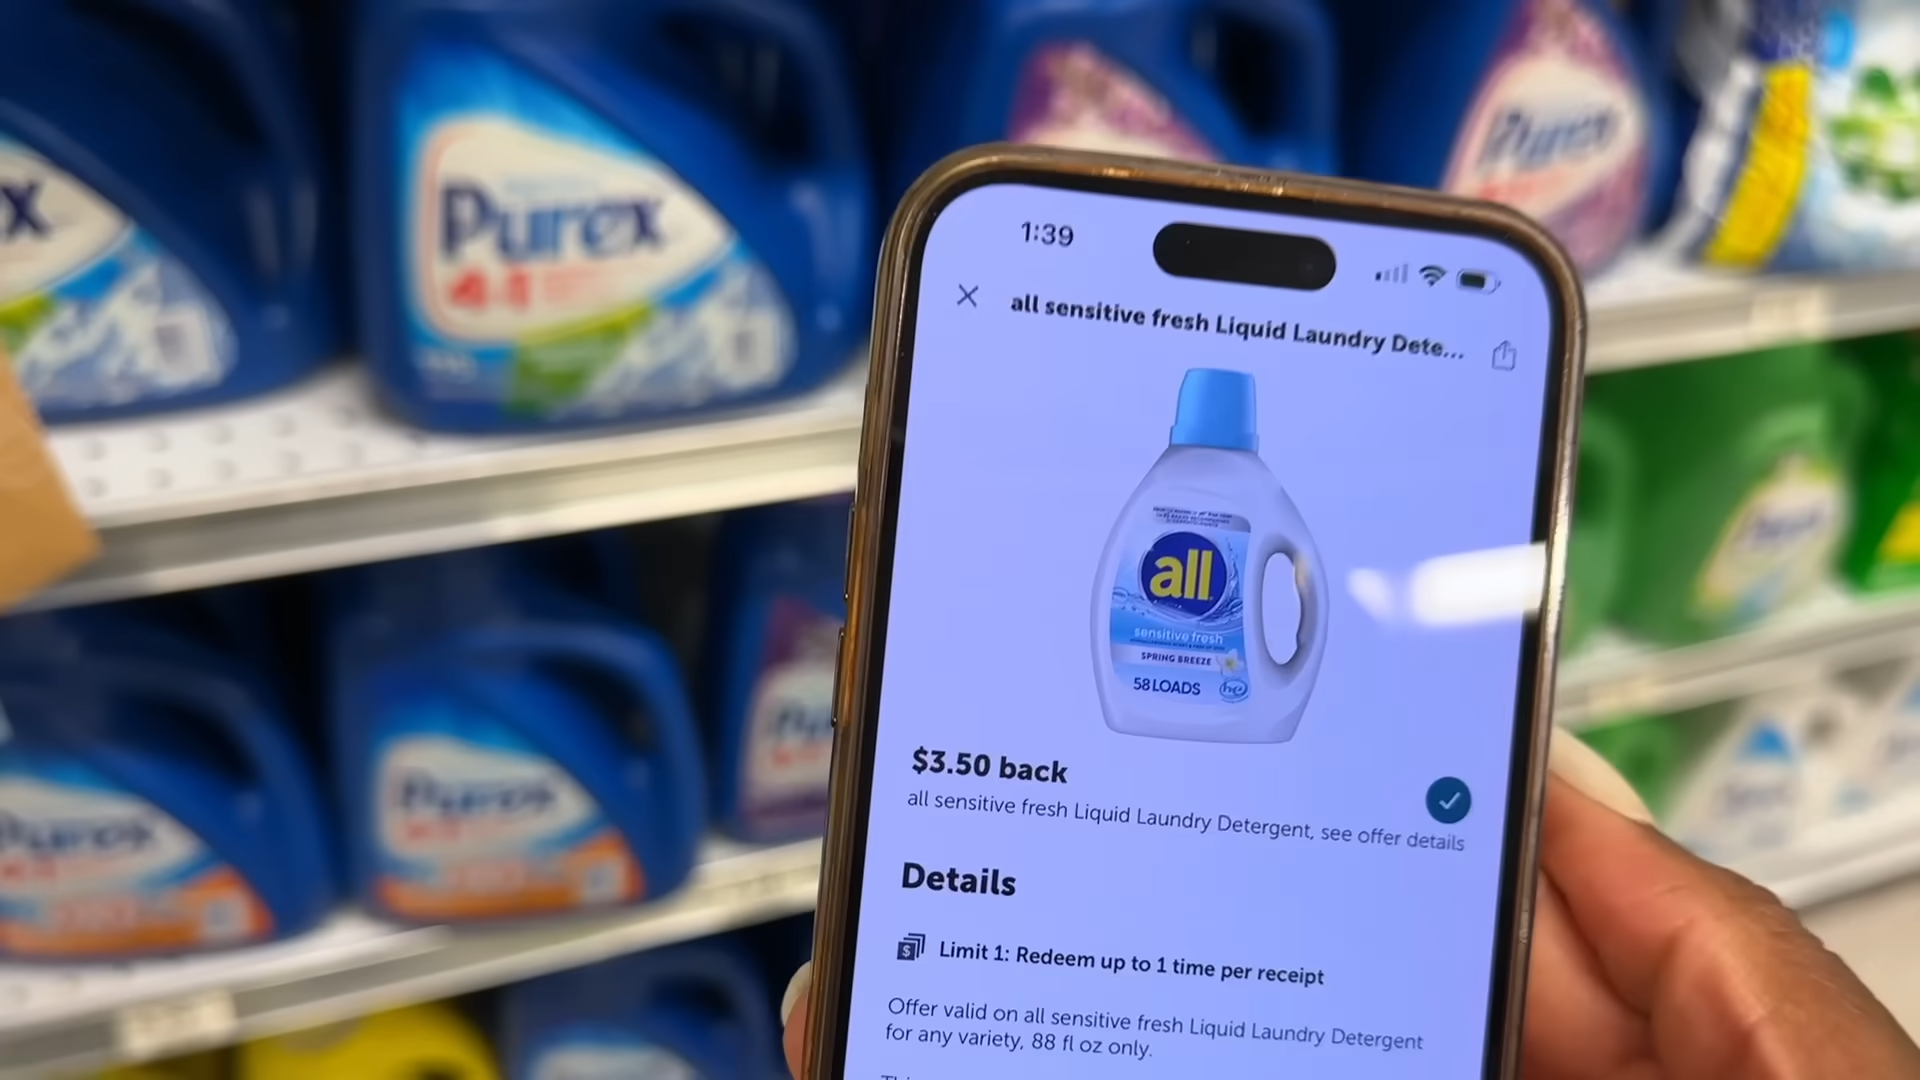 Purex
4-1
Purex
1:39
all sensitive fresh Liquid Laundry Dete...
all
sensitive fresh
SPRING BREEZE
58 LOADS
he
$3.50 back
all sensitive fresh Liquid Laundry Detergent, see offer details
Details
Limit 1: Redeem up to 1 time per receipt
Offer valid on all sensitive fresh Liquid Laundry Detergent
for any variety, 88 fl oz only.
Purex
Purex